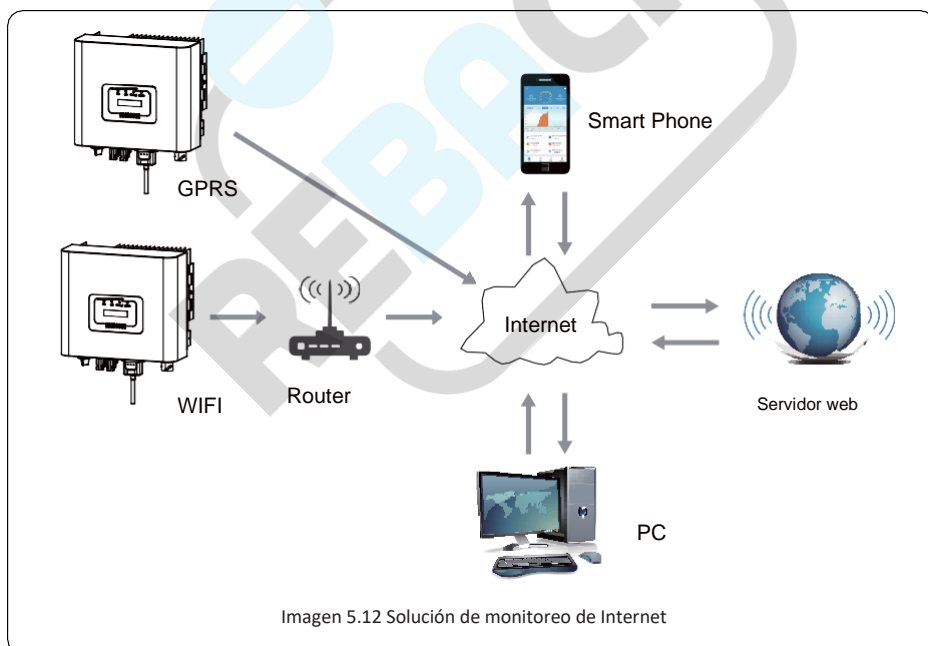 Smart Phone
GPRS
Internet
WIFI
Router
Servidor web
PC
Imagen 5.12 Solución de monitoreo de Internet